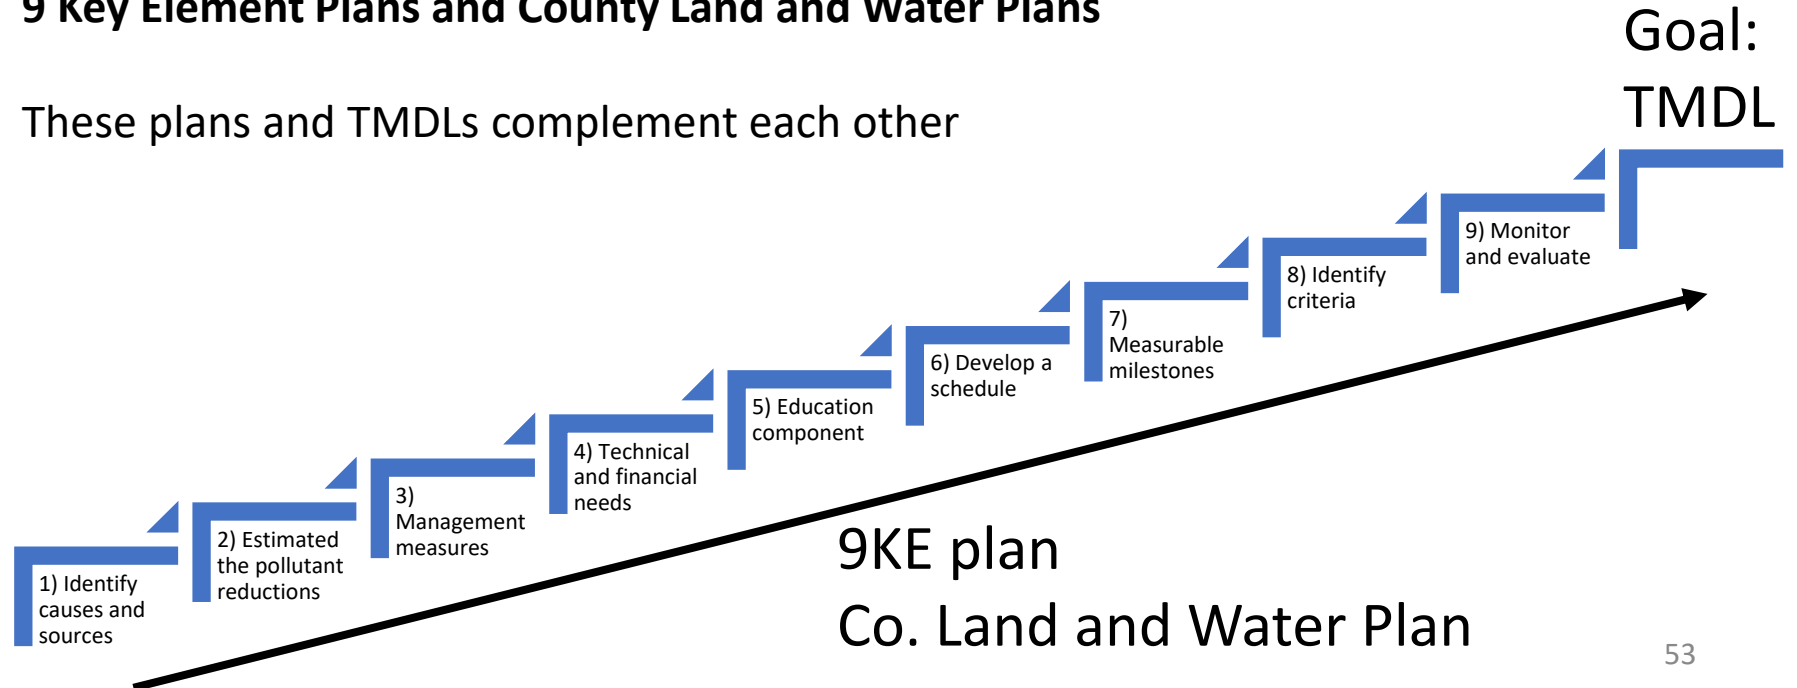 9 Key Element Plans and County Land and Water Plans
These plans and TMDLs complement each other
Goal:
TMDL
1) Identify
causes and
sources
2) Estimated
the pollutant
reductions
3)
Management
measures
4) Technical
and financial
needs
5) Education
component
6) Develop a
schedule
7)
Measurable
milestones
8) Identify
criteria
9) Monitor
and evaluate
9KE plan
Co. Land and Water Plan
53